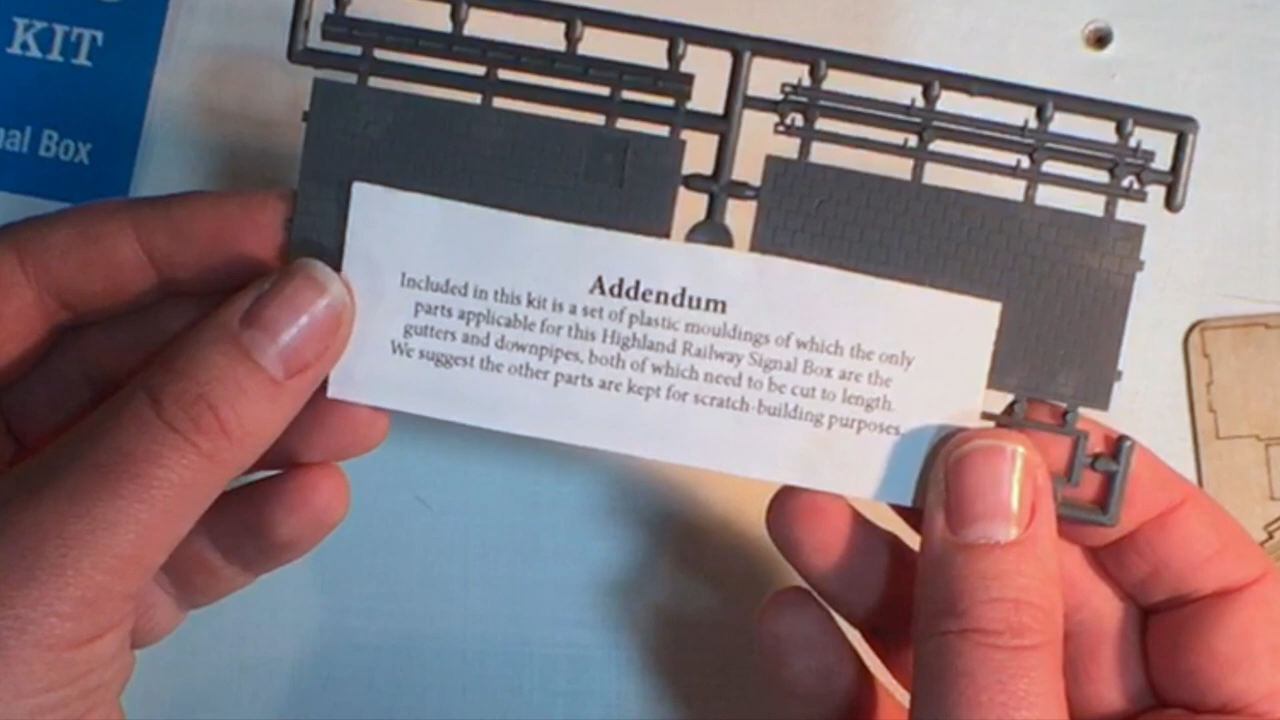 KIT
nal Box
Addendum
Included in this kit is a set of plastic mouldings of which the only
parts applicable for this Highland Railway Signal Box are the
gutters and downpipes, both of which need to be cut to length.
We suggest the other parts are kept for scratch-building purposes.